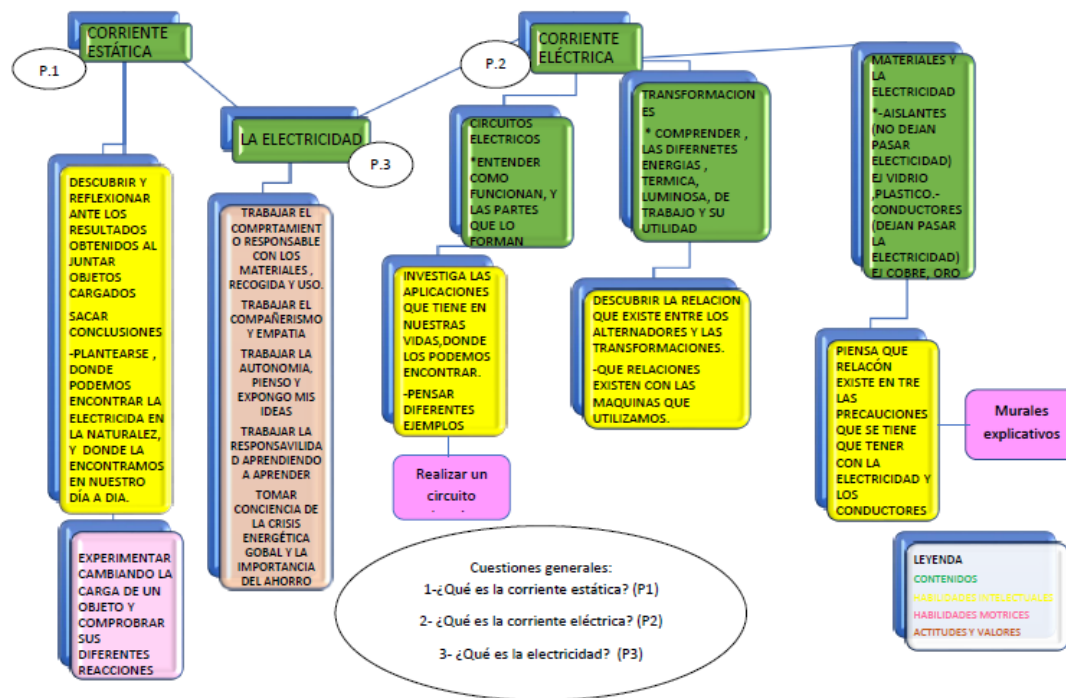 CORRIENTE
ESTÁTICA
P.1
CORRIENTE
ELÉCTRICA
P.2
LA ELECTRICIDAD
P.3
DESCUBRIR Y
REFLEXIONAR
ANTE LOS
RESULTADOS
OBTENIDOS AL
JUNTAR
OBJETOS
CARGADOS
SACAR
CONCLUSIONES
-PLANTEARSE ,
DONDE
PODEMOS
ENCONTRAR LA
ELECTRICIDA EN
LA NATURALEZ,
Y DONDE LA
ENCONTRAMOS
EN NUESTRO
DÍA A DIA.
EXPERIMENTAR
CAMBIANDO LA
CARGA DE UN
OBJETO Y
COMPROBRAR
SUS
DIFERENTES
REACCIONES
TRABAJAR EL
COMPRTAMIENT
O RESPONSABLE
CON LOS
MATERIALES ,
RECOGIDA Y USO.
TRABAJAR EL
COMPAÑERISMO
Y EMPATIA
TRABAJAR LA
AUTONOMIA,
PIENSO Y
EXPONGO MIS
IDEAS
TRABAJAR LA
RESPONSAVILIDA
D APRENDIENDO
A APRENDER
TOMAR
CONCIENCIA DE
LA CRISIS
ENERGÉTICA
GOBAL Y LA
IMPORTANCIA
DEL AHORRO
CIRCUITOS
ELECTRICOS
*ENTENDER
COMO
FUNCIONAN, Y
LAS PARTES
QUE LO
FORMAN
INVESTIGA LAS
APLICACIONES
QUE TIENE EN
NUESTRAS
VIDAS,DONDE
LOS PODEMOS
ENCONTRAR.
-PENSAR
DIFERENTES
EJEMPLOS
Realizar un
circuito
TRANSFORMACION
ES
* COMPRENDER ,
LAS DIFERNETES
ENERGIAS ,
TERMICA,
LUMINOSA, DE
TRABAJO Y SU
UTILIDAD
DESCUBRIR LA RELACION
QUE EXISTE ENTRE LOS
ALTERNADORES Y LAS
TRANSFORMACIONES.
-QUE RELACIONES
EXISTEN CON LAS
MAQUINAS QUE
UTILIZAMOS.
MATERIALES Y
LA
ELECTRICIDAD
*-AISLANTES
(NO DEJAN
PASAR
ELECTICIDAD)
EJ VIDRIO
,PLASTICO.-
CONDUCTORES
(DEJAN PASAR
LA
ELECTRICIDAD)
EJ COBRE, ORO
PIENSA QUE
RELACÓN
EXISTE EN TRE
LAS
PRECAUCIONES
QUE SE TIENE
QUE TENER
CON LA
ELECTRICIDAD Y
LOS
CONDUCTORES
Murales
explicativos
Cuestiones generales:
1-¿Qué es la corriente estática? (P1)
2- ¿Qué es la corriente eléctrica? (P2)
3- ¿Qué es la electricidad? (P3)
LEYENDA
CONTENIDOS
HABILIDADES INTELECTUALES
HABILIDADES MOTRICES
ACTITUDES Y VALORES